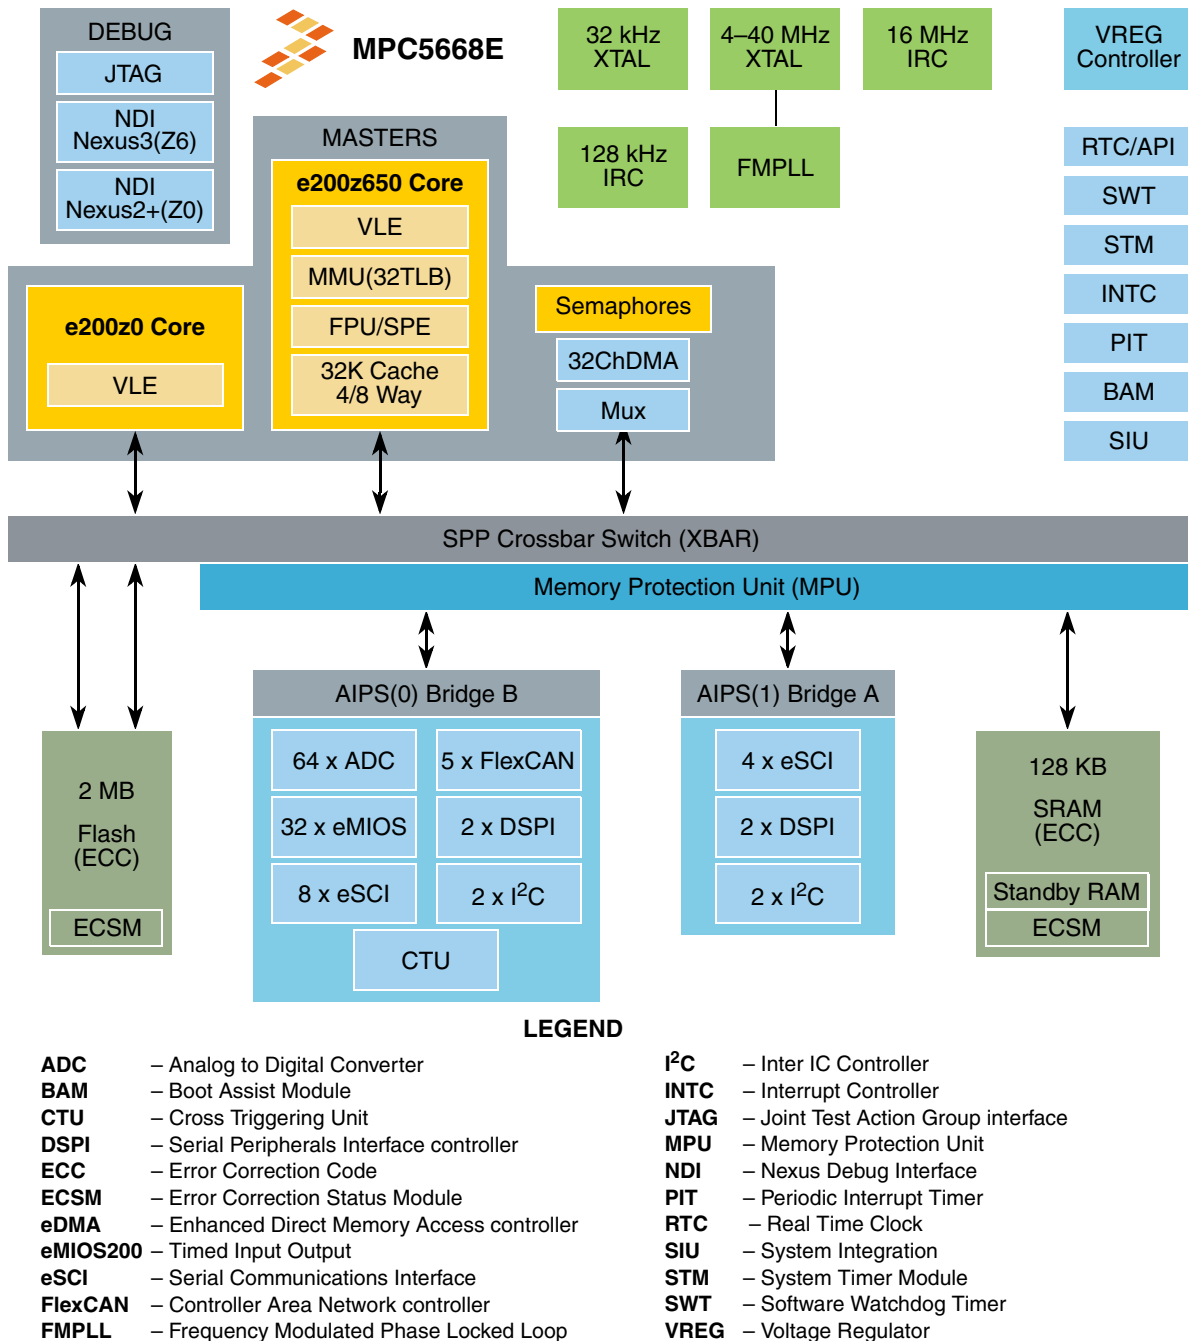 DEBUG
JTAG
NDI
Nexus3(Z6)
NDI
Nexus2+(Z0)
MPC5668E
32 kHz
XTAL
4–40 MHz
XTAL
16 MHz
IRC
128 kHz
IRC
FMPLL
VREG
Controller
RTC/API
SWT
STM
INTC
PIT
BAM
SIU
MASTERS
e200z650 Core
VLE
MMU(32TLB)
FPU/SPE
32K Cache
4/8 Way
e200z0 Core
VLE
Semaphores
32ChDMA
Mux
SPP Crossbar Switch (XBAR)
Memory Protection Unit (MPU)
2 MB
Flash
(ECC)
ECSM
AIPS(0) Bridge B
64 x ADC
5 x FlexCAN
32 x eMIOS
2 x DSPI
8 x eSCI
2 x I²C
CTU
AIPS(1) Bridge A
4 x eSCI
2 x DSPI
2 x I²C
128 KB
SRAM
(ECC)
Standby RAM
ECSM
LEGEND
ADC – Analog to Digital Converter
BAM – Boot Assist Module
CTU – Cross Triggering Unit
DSPI – Serial Peripherals Interface controller
ECC – Error Correction Code
ECSM – Error Correction Status Module
eDMA – Enhanced Direct Memory Access controller
eMIOS200 – Timed Input Output
eSCI – Serial Communications Interface
FlexCAN – Controller Area Network controller
FMPLL – Frequency Modulated Phase Locked Loop
I²C – Inter IC Controller
INTC – Interrupt Controller
JTAG – Joint Test Action Group interface
MPU – Memory Protection Unit
NDI – Nexus Debug Interface
PIT – Periodic Interrupt Timer
RTC – Real Time Clock
SIU – System Integration
STM – System Timer Module
SWT – Software Watchdog Timer
VREG – Voltage Regulator